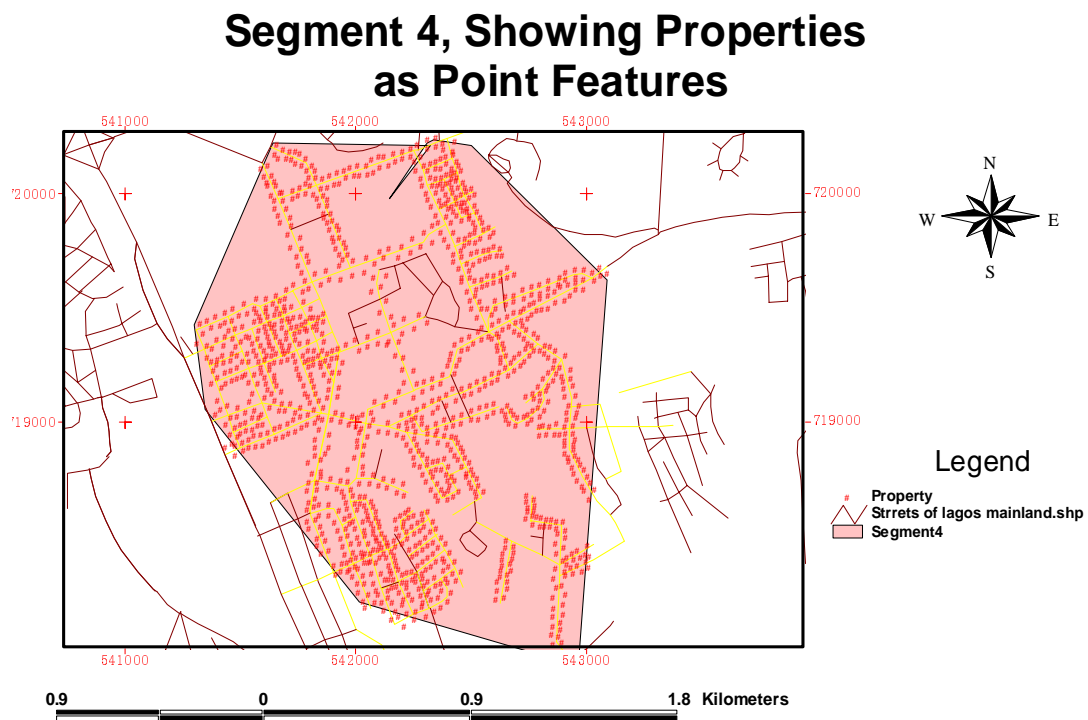 Segment 4, Showing Properties
as Point Features
541000 542000 543000
720000 720000
719000 719000
541000 542000 543000
N
W E
S
Legend
# Property
Strrets of lagos mainland.shp
Segment4
0.9 0 0.9 1.8 Kilometers